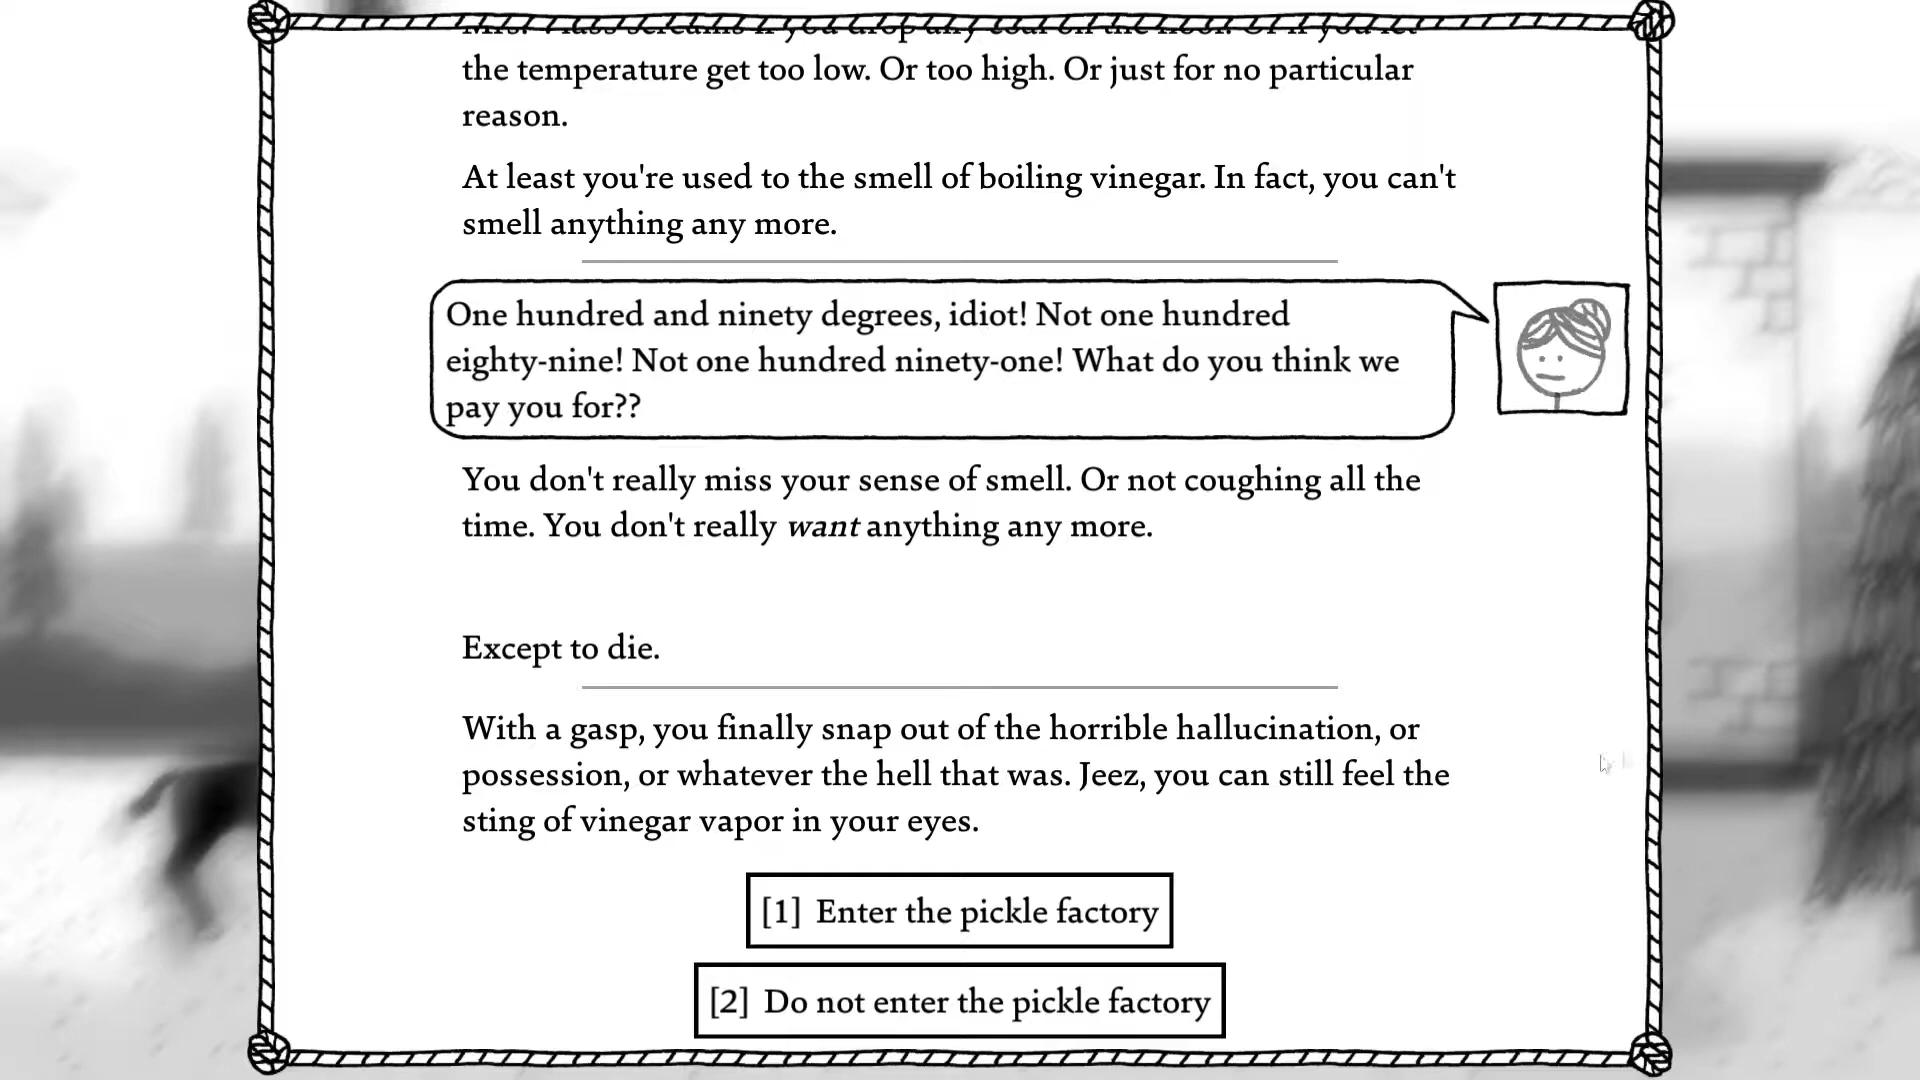 the temperature get too low. Or too high. Or just for no particular
reason.
At least you're used to the smell of boiling vinegar. In fact, you can't
smell anything any more.
One hundred and ninety degrees, idiot! Not one hundred
eighty-nine! Not one hundred ninety-one! What do you think we
pay you for??
You don't really miss your sense of smell. Or not coughing all the
time. You don't really want anything any more.
Except to die.
With a gasp, you finally snap out of the horrible hallucination, or
possession, or whatever the hell that was. Jeez, you can still feel the
sting of vinegar vapor in your eyes.
[1] Enter the pickle factory
[2] Do not enter the pickle factory